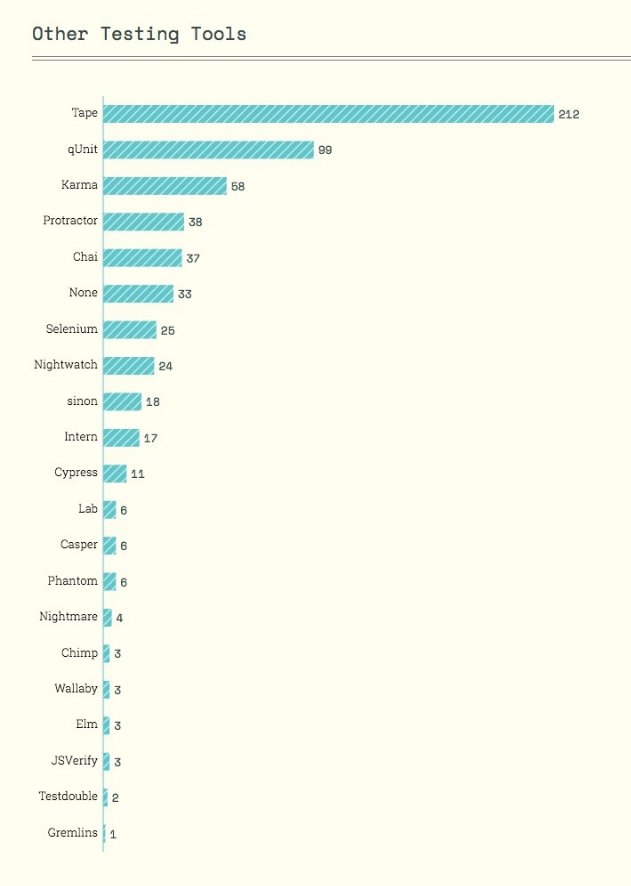 Other Testing Tools
Tape 212
qUnit 99
Karma 58
Protractor 38
Chai 37
None 33
Selenium 25
Nightwatch 24
sinon 18
Intern 17
Cypress 11
Lab 6
Casper 6
Phantom 6
Nightmare 4
Chimp 3
Wallaby 3
Elm 3
JSVerify 3
Testdouble 2
Gremlins 1